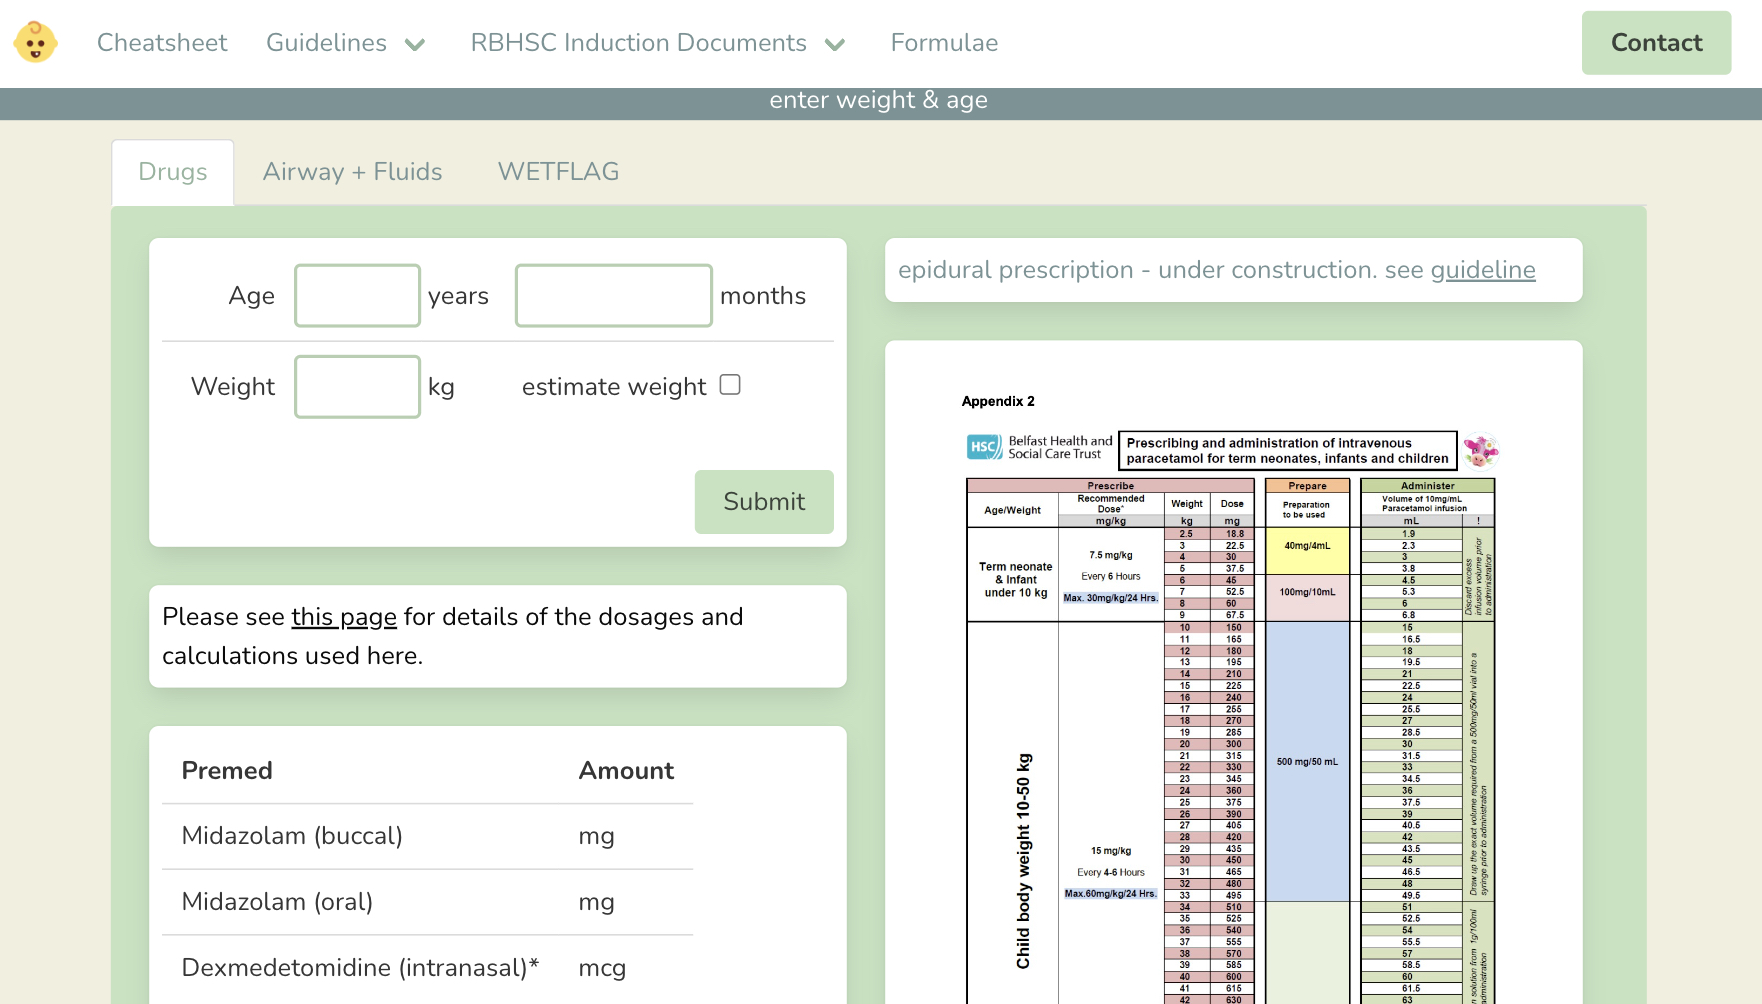 Cheatsheet
Guidelines
RBHSC Induction Documents
Formulae
Contact
enter weight & age
Drugs
Airway + Fluids
WETFLAG
Age years months
Weight kg estimate weight
Submit
Please see this page for details of the dosages and
calculations used here.
Premed Amount
Midazolam (buccal) mg
Midazolam (oral) mg
Dexmedetomidine (intranasal)* mcg
epidural prescription - under construction. see guideline
Appendix 2
HSC
Belfast Health and
Social Care Trust
Prescribing and administration of intravenous
paracetamol for term neonates, infants and children
Prescribe Prepare Administer
Age/Weight
Recommended
Dose*
mg/kg
Weight
kg
Dose
mg
Preparation
to be used
Volume of 10mg/mL
Paracetamol infusion
mL !
Term neonate
& Infant
under 10 kg
7.5 mg/kg
Every 6 Hours
Max. 30mg/kg/24 Hrs.
40mg/4mL
100mg/10mL
Discard excess
infusion volume prior
to administration
2.5 18.8 1.9
3 22.5 2.3
4 30 3
5 37.5 3.8
6 45 4.5
7 52.5 5.3
8 60 6
9 67.5 6.8
Child body weight 10-50 kg
15 mg/kg
Every 4-6 Hours
Max.60mg/kg/24 Hrs.
500 mg/50 mL
Draw up the exact volume required from a 500mg/50ml vial into a
syringe prior to administration
10 150 15
11 165 16.5
12 180 18
13 195 19.5
14 210 21
15 225 22.5
16 240 24
17 255 25.5
18 270 27
19 285 28.5
20 300 30
21 315 31.5
22 330 33
23 345 34.5
24 360 36
25 375 37.5
26 390 39
27 405 40.5
28 420 42
29 435 43.5
30 450 45
31 465 46.5
32 480 48
33 495 49.5
34 510 51
35 525 52.5
36 540 54
37 555 55.5
38 570 57
39 585 58.5
40 600 60
41 615 61.5
42 630 63
solution from 1g/100ml
administration